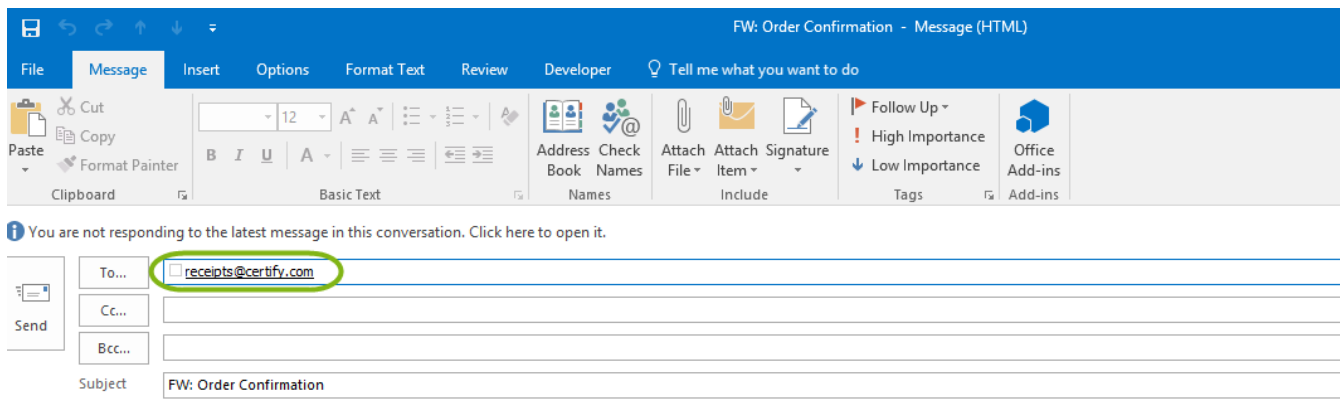 FW: Order Confirmation - Message (HTML)
File Message Insert Options Format Text Review Developer Tell me what you want to do
Paste
Cut
Copy
Format Painter
Clipboard
12
B I U A
Basic Text
Address Book
Check Names
Names
Attach File
Attach Item
Signature
Include
Follow Up
High Importance
Low Importance
Tags
Office Add-ins
Add-ins
You are not responding to the latest message in this conversation. Click here to open it.
Send
To... receipts@certify.com
Cc...
Bcc...
Subject FW: Order Confirmation